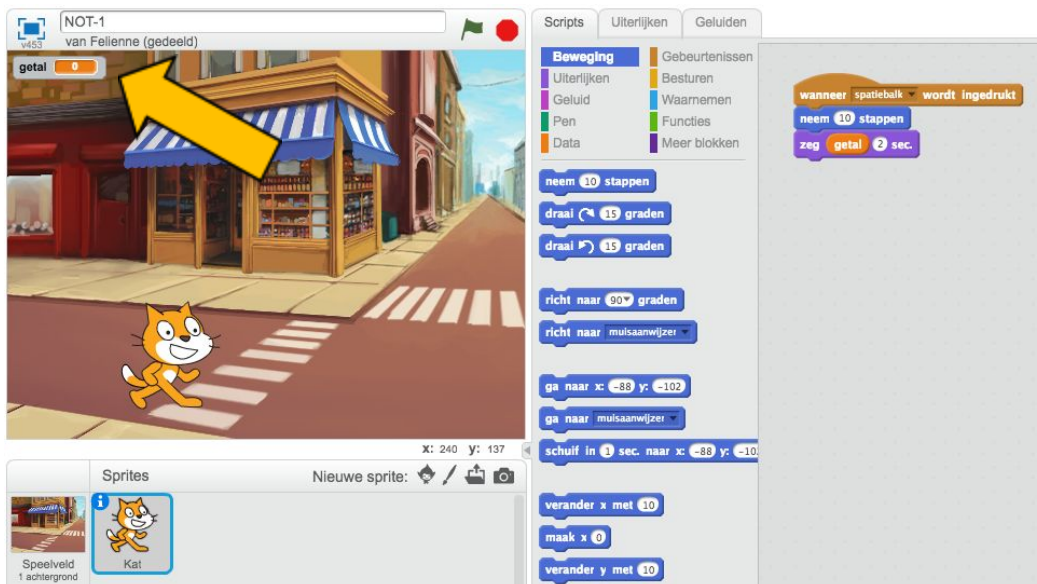 NOT-1
v453
van Felienne (gedeeld)
getal 0
x: 240 y: 137
Sprites
Nieuwe sprite:
Speelveld
1 achtergrond
Kat
Scripts
Uiterlijken
Geluiden
Beweging
Gebeurtenissen
Uiterlijken
Besturen
Geluid
Waarnemen
Pen
Functies
Data
Meer blokken
neem 10 stappen
draai 15 graden
draai 15 graden
richt naar 90 graden
richt naar muisaanwijzer
ga naar x: -88 y: -102
ga naar muisaanwijzer
schuif in 1 sec. naar x: -88 y: -10
verander x met 10
maak x 0
verander y met 10
wanneer spatiebalk wordt ingedrukt
neem 10 stappen
zeg getal 2 sec.